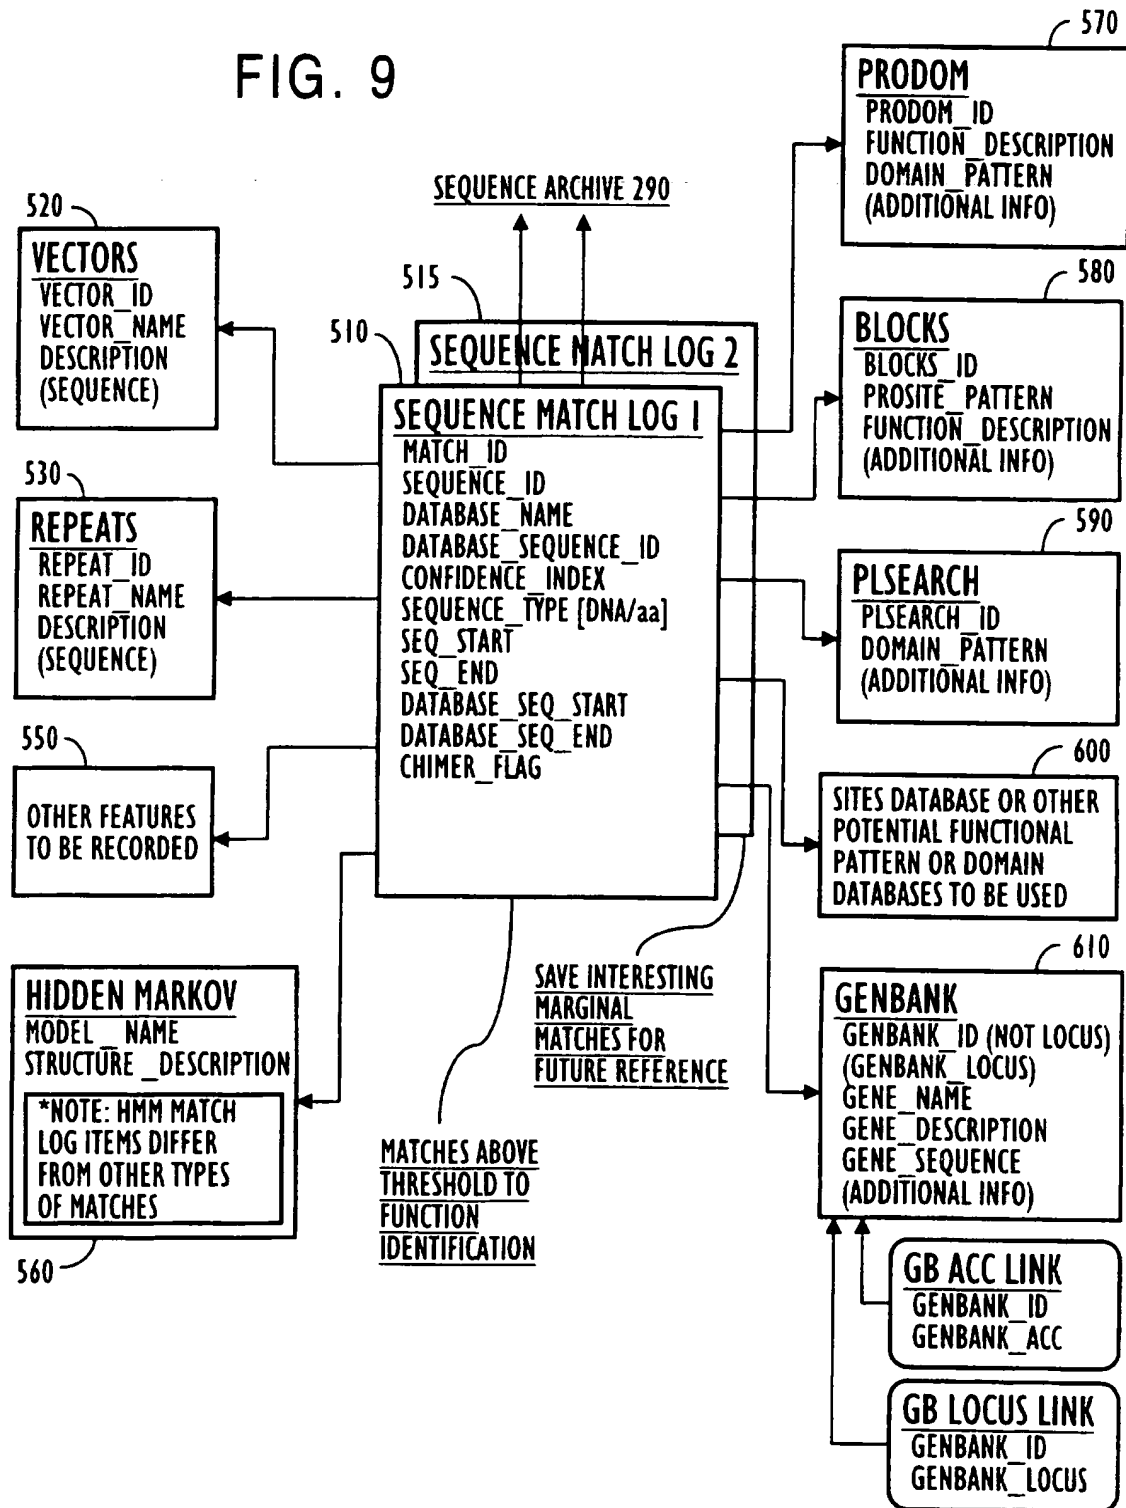 FIG. 9
570
PRODOM
PRODOM_ID
FUNCTION_DESCRIPTION
DOMAIN_PATTERN
(ADDITIONAL INFO)
SEQUENCE ARCHIVE 290
520
VECTORS
VECTOR_ID
VECTOR_NAME
DESCRIPTION
(SEQUENCE)
515
SEQUENCE MATCH LOG 2
510
SEQUENCE MATCH LOG 1
MATCH_ID
SEQUENCE_ID
DATABASE_NAME
DATABASE_SEQUENCE_ID
CONFIDENCE_INDEX
SEQUENCE_TYPE [DNA/aa]
SEQ_START
SEQ_END
DATABASE_SEQ_START
DATABASE_SEQ_END
CHIMER_FLAG
580
BLOCKS
BLOCKS_ID
PROSITE_PATTERN
FUNCTION_DESCRIPTION
(ADDITIONAL INFO)
530
REPEATS
REPEAT_ID
REPEAT_NAME
DESCRIPTION
(SEQUENCE)
590
PLSEARCH
PLSEARCH_ID
DOMAIN_PATTERN
(ADDITIONAL INFO)
550
OTHER FEATURES
TO BE RECORDED
600
SITES DATABASE OR OTHER
POTENTIAL FUNCTIONAL
PATTERN OR DOMAIN
DATABASES TO BE USED
HIDDEN MARKOV
MODEL_NAME
STRUCTURE_DESCRIPTION
*NOTE: HMM MATCH
LOG ITEMS DIFFER
FROM OTHER TYPES
OF MATCHES
560
MATCHES ABOVE
THRESHOLD TO
FUNCTION
IDENTIFICATION
SAVE INTERESTING
MARGINAL
MATCHES FOR
FUTURE REFERENCE
610
GENBANK
GENBANK_ID (NOT LOCUS)
(GENBANK_LOCUS)
GENE_NAME
GENE_DESCRIPTION
GENE_SEQUENCE
(ADDITIONAL INFO)
GB ACC LINK
GENBANK_ID
GENBANK_ACC
GB LOCUS LINK
GENBANK_ID
GENBANK_LOCUS